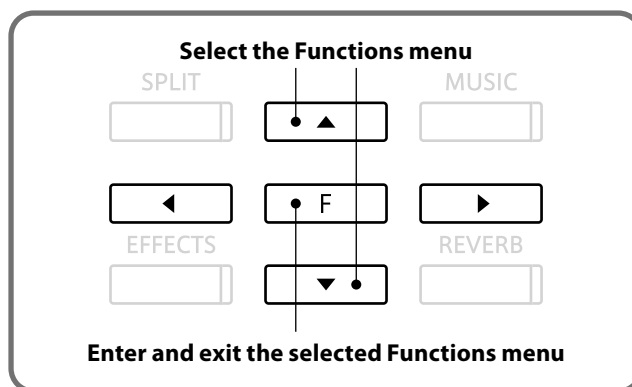 Select the Functions menu
SPLIT
MUSIC
F
EFFECTS
REVERB
Enter and exit the selected Functions menu